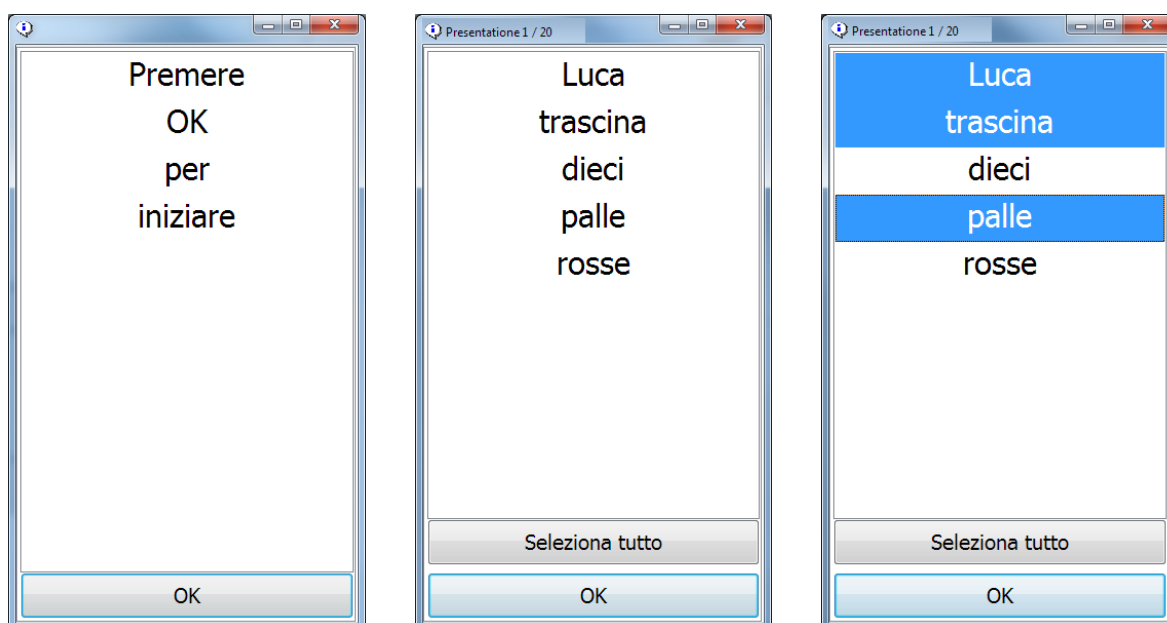 Premere
OK
per
iniziare
OK
Presentatione 1 / 20
Luca
trascina
dieci
palle
rosse
Seleziona tutto
OK
Presentatione 1 / 20
Luca
trascina
dieci
palle
rosse
Seleziona tutto
OK